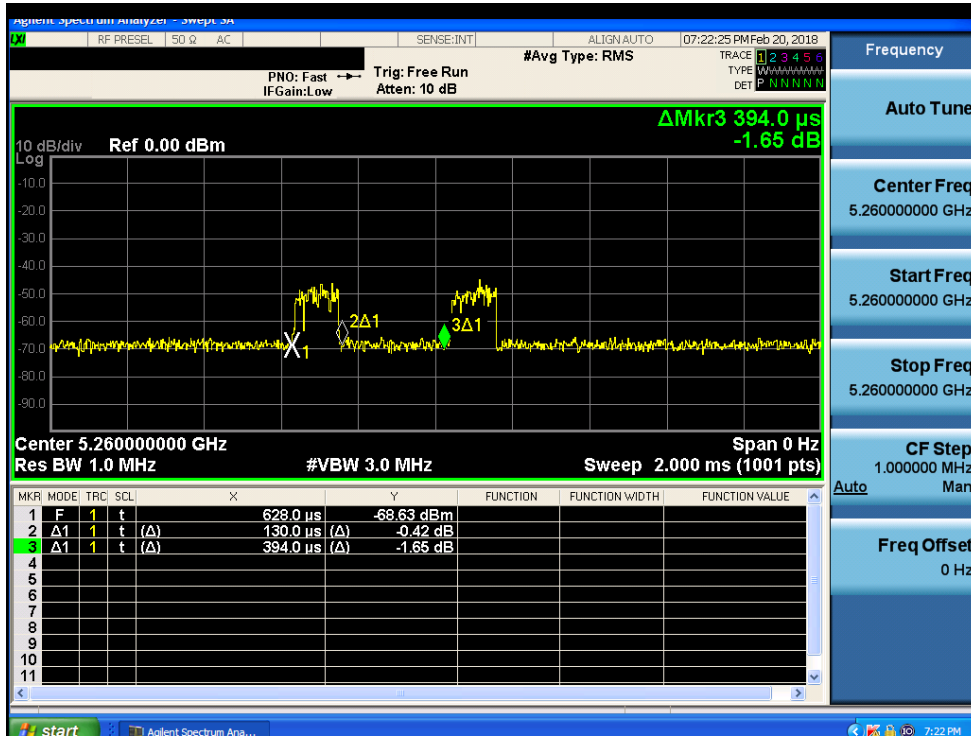 Agilent Spectrum Analyzer - Swept SA
LXI RF PRESEL 50 Ω AC SENSE:INT ALIGN AUTO 07:22:25 PM Feb 20, 2018
#Avg Type: RMS
TRACE 1 2 3 4 5 6
TYPE W
DET P N N N N N
PNO: Fast
IFGain:Low
Trig: Free Run
Atten: 10 dB
ΔMkr3 394.0 µs
-1.65 dB
10 dB/div Ref 0.00 dBm
Log
-10.0
-20.0
-30.0
-40.0
-50.0
-60.0
-70.0
-80.0
-90.0
1
2Δ1
3Δ1
Center 5.260000000 GHz Span 0 Hz
Res BW 1.0 MHz #VBW 3.0 MHz Sweep 2.000 ms (1001 pts)
MKR MODE TRC SCL X Y FUNCTION FUNCTION WIDTH FUNCTION VALUE
1 F 1 t 628.0 µs -68.63 dBm
2 Δ1 1 t (Δ) 130.0 µs (Δ) -0.42 dB
3 Δ1 1 t (Δ) 394.0 µs (Δ) -1.65 dB
4
5
6
7
8
9
10
11
Frequency
Auto Tune
Center Freq
5.260000000 GHz
Start Freq
5.260000000 GHz
Stop Freq
5.260000000 GHz
CF Step
1.000000 MHz
Auto Man
Freq Offset
0 Hz
start Agilent Spectrum Ana... 7:22 PM